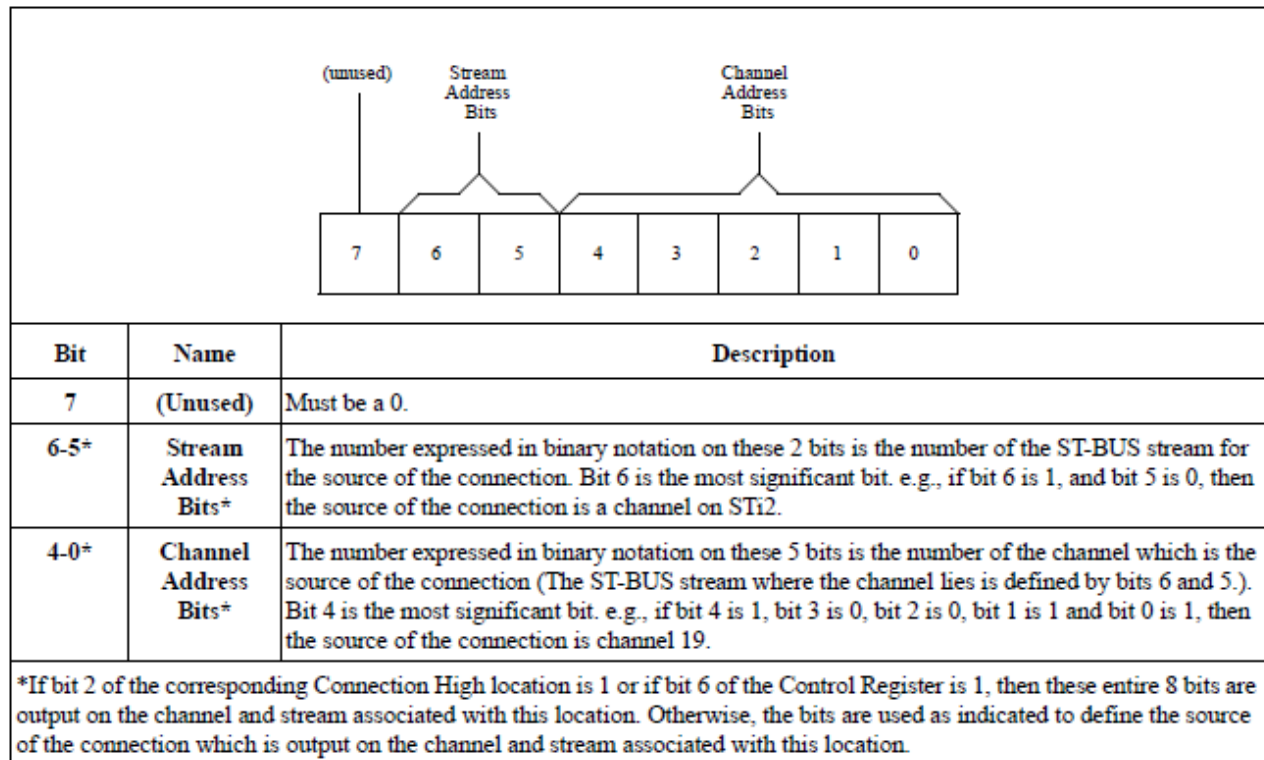 (unused)
Stream
Address
Bits
Channel
Address
Bits
7 6 5 4 3 2 1 0
Bit Name Description
7 (Unused) Must be a 0.
6-5* Stream The number expressed in binary notation on these 2 bits is the number of the ST-BUS stream for
Address the source of the connection. Bit 6 is the most significant bit. e.g., if bit 6 is 1, and bit 5 is 0, then
Bits* the source of the connection is a channel on STi2.
4-0* Channel The number expressed in binary notation on these 5 bits is the number of the channel which is the
Address source of the connection (The ST-BUS stream where the channel lies is defined by bits 6 and 5.).
Bits* Bit 4 is the most significant bit. e.g., if bit 4 is 1, bit 3 is 0, bit 2 is 0, bit 1 is 1 and bit 0 is 1, then
the source of the connection is channel 19.
*If bit 2 of the corresponding Connection High location is 1 or if bit 6 of the Control Register is 1, then these entire 8 bits are
output on the channel and stream associated with this location. Otherwise, the bits are used as indicated to define the source
of the connection which is output on the channel and stream associated with this location.